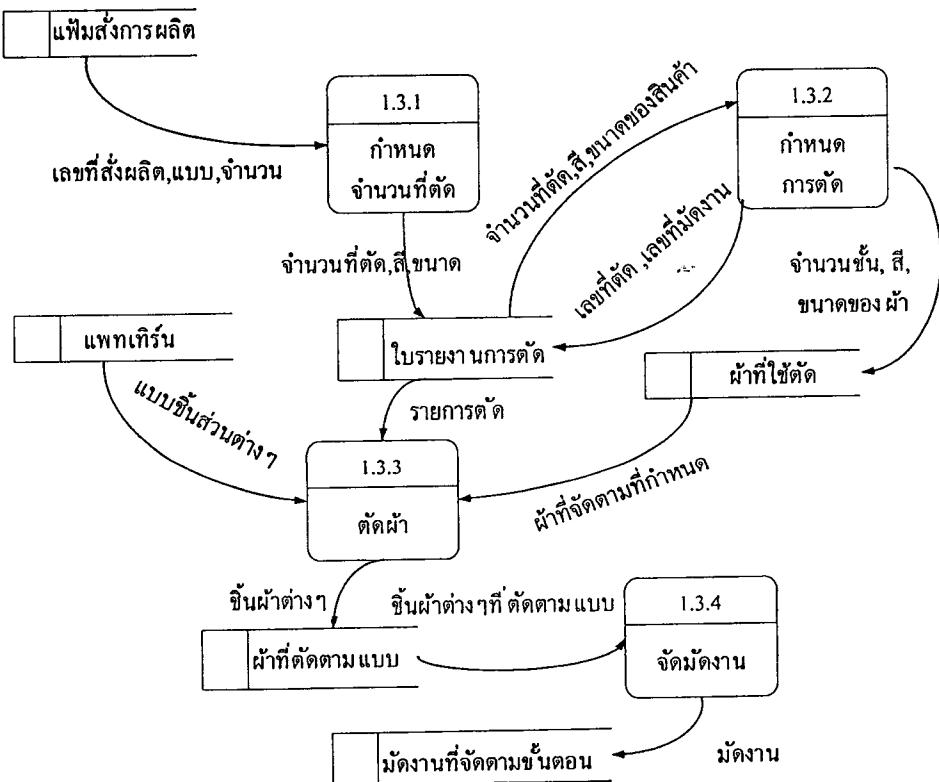 แฟ้มสั่งการผลิต
1.3.1
กำหนด
จำนวนที่ตัด
1.3.2
กำหนด
การตัด
เลขที่สั่งผลิต,แบบ,จำนวน
จำนวนที่ตัด,สี,ขนาดของสินค้า
จำนวนที่ตัด,สี,ขนาด
เลขที่ตัด ,เลขที่มัดงาน
จำนวนชั้น, สี,
ขนาดของ ผ้า
แพทเทิร์น
ใบรายงานการตัด
ผ้าที่ใช้ตัด
แบบชิ้นส่วนต่างๆ
รายการตัด
1.3.3
ตัดผ้า
ผ้าที่จัดตามที่กำหนด
ชิ้นผ้าต่างๆ
ชิ้นผ้าต่างๆที่ ตัดตาม แบบ
1.3.4
จัดมัดงาน
ผ้าที่ตัดตาม แบบ
มัดงานที่จัดตามขั้นตอน
มัดงาน